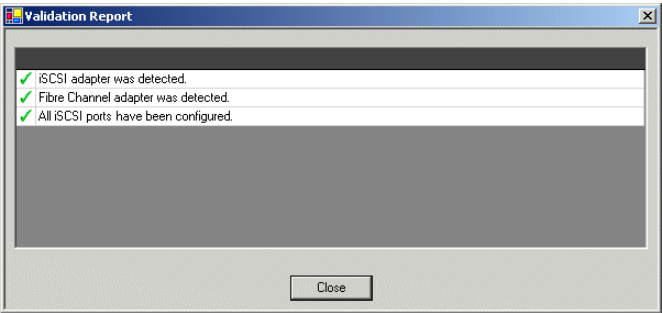 Validation Report
iSCSI adapter was detected.
Fibre Channel adapter was detected.
All iSCSI ports have been configured.
Close